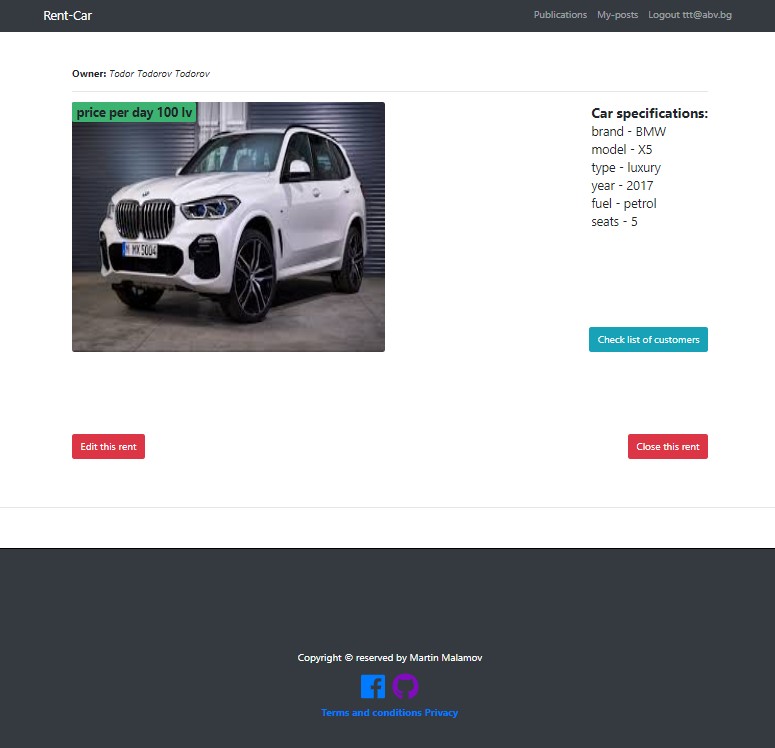 Rent-Car
Publications My-posts Logout ttt@abv.bg
Owner: Todor Todorov Todorov
price per day 100 lv
M MX 5004
Car specifications:
brand - BMW
model - X5
type - luxury
year - 2017
fuel - petrol
seats - 5
Check list of customers
Edit this rent
Close this rent
Copyright © reserved by Martin Malamov
Terms and conditions Privacy